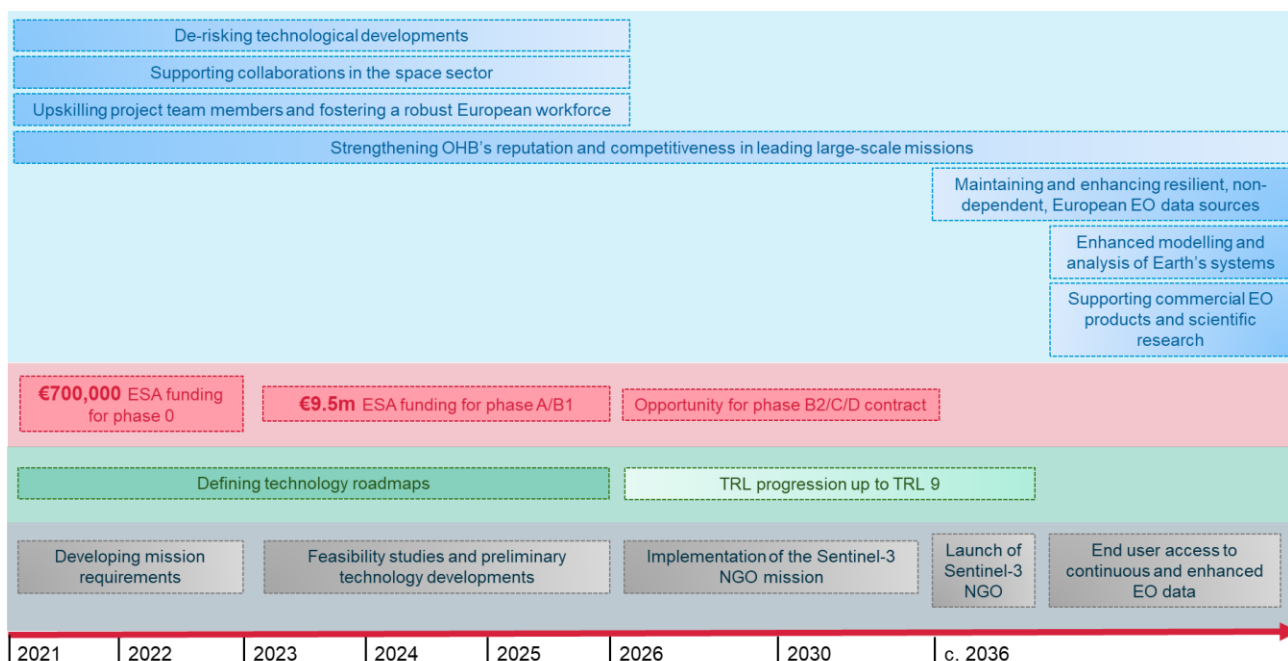 De-risking technological developments
Supporting collaborations in the space sector
Upskilling project team members and fostering a robust European workforce
Strengthening OHB's reputation and competitiveness in leading large-scale missions
Maintaining and enhancing resilient, non-
dependent, European EO data sources
Enhanced modelling and
analysis of Earth's systems
Supporting commercial EO
products and scientific
research
€700,000 ESA funding
for phase 0
€9.5m ESA funding for phase A/B1
Opportunity for phase B2/C/D contract
Defining technology roadmaps
TRL progression up to TRL 9
Developing mission
requirements
Feasibility studies and preliminary
technology developments
Implementation of the Sentinel-3
NGO mission
Launch of
Sentinel-3
NGO
End user access to
continuous and enhanced
EO data
2021
2022
2023
2024
2025
2026
2030
c. 2036